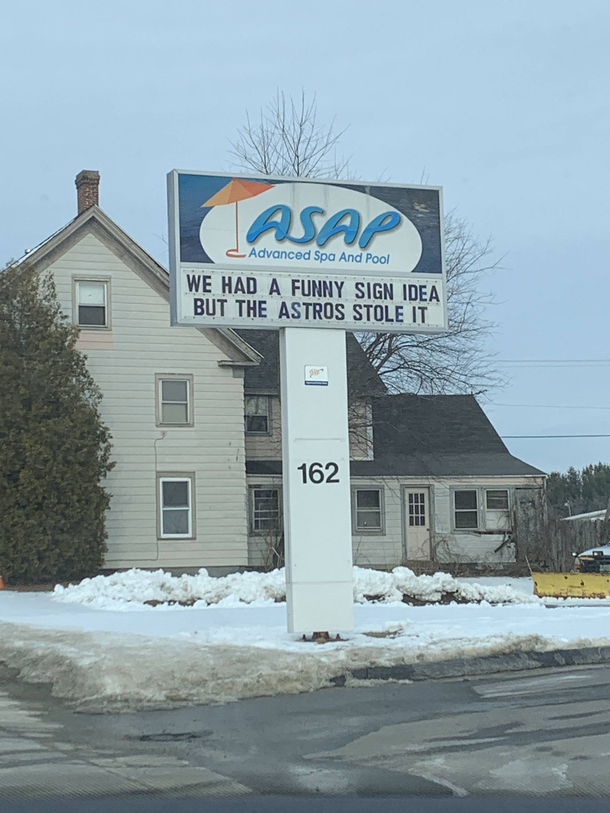 ASAP
Advanced Spa And Pool
WE HAD A FUNNY SIGN IDEA
BUT THE ASTROS STOLE IT
162